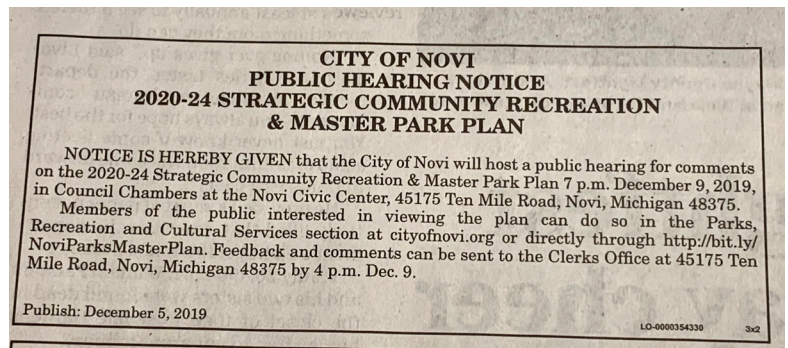 CITY OF NOVI
PUBLIC HEARING NOTICE
2020-24 STRATEGIC COMMUNITY RECREATION
& MASTER PARK PLAN
NOTICE IS HEREBY GIVEN that the City of Novi will host a public hearing for comments
on the 2020-24 Strategic Community Recreation & Master Park Plan 7 p.m. December 9, 2019,
in Council Chambers at the Novi Civic Center, 45175 Ten Mile Road, Novi, Michigan 48375.
Members of the public interested in viewing the plan can do so in the Parks,
Recreation and Cultural Services section at cityofnovi.org or directly through http://bit.ly/
NoviParksMasterPlan. Feedback and comments can be sent to the Clerks Office at 45175 Ten
Mile Road, Novi, Michigan 48375 by 4 p.m. Dec. 9.
Publish: December 5, 2019
LO-0000354330 3x2